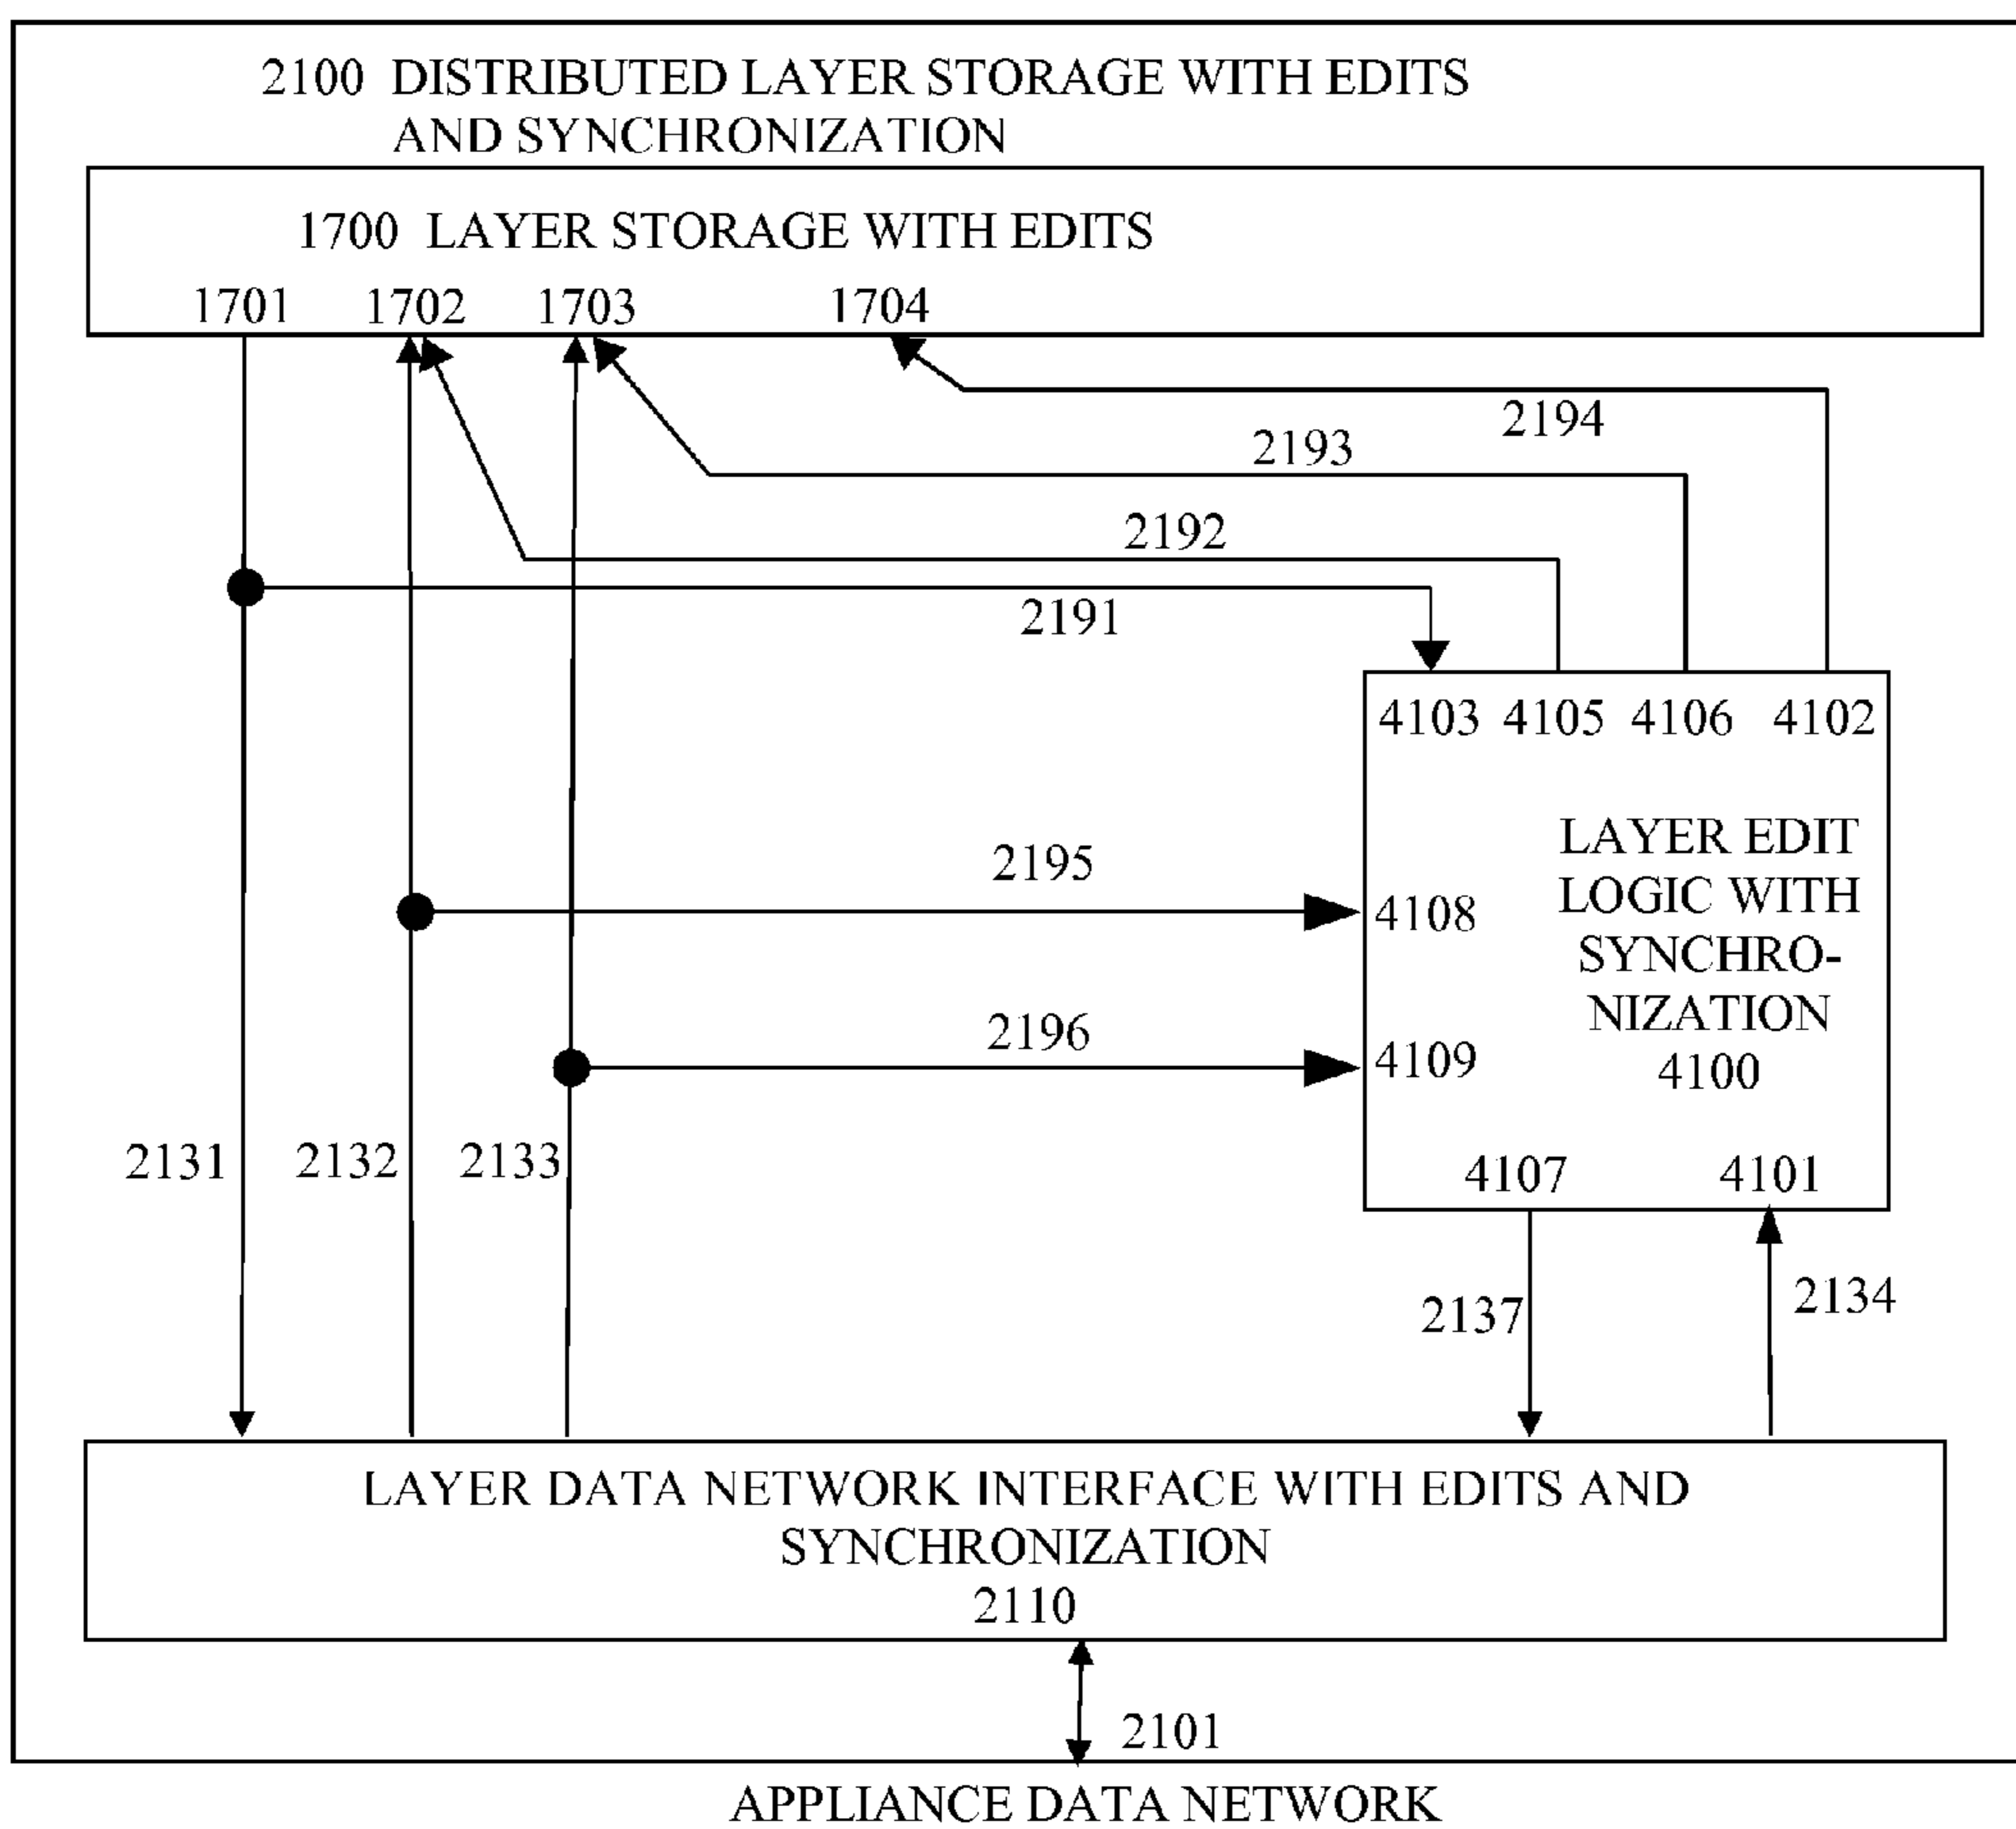 2100 DISTRIBUTED LAYER STORAGE WITH EDITS
AND SYNCHRONIZATION
1700 LAYER STORAGE WITH EDITS
1701 1702 1703 1704
2194
2193
2192
2191
4103 4105 4106 4102
LAYER EDIT
LOGIC WITH
SYNCHRO-
NIZATION
4100
2195
4108
2196
4109
2131 2132 2133
4107 4101
2137
2134
LAYER DATA NETWORK INTERFACE WITH EDITS AND
SYNCHRONIZATION
2110
2101
APPLIANCE DATA NETWORK